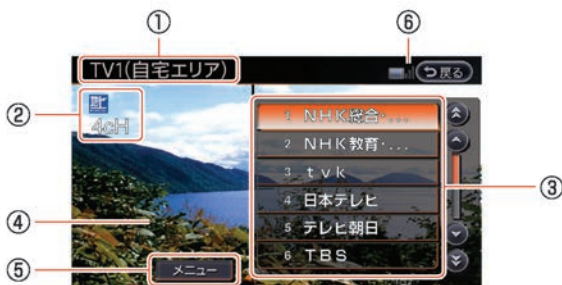 ① ⑥
TV1(自宅エリア) 戻る
② 4cH
1 NHK総合・...
2 NHK教育・...
3 tvk ③
④ 4 日本テレビ
5 テレビ朝日
⑤ メニュー 6 TBS